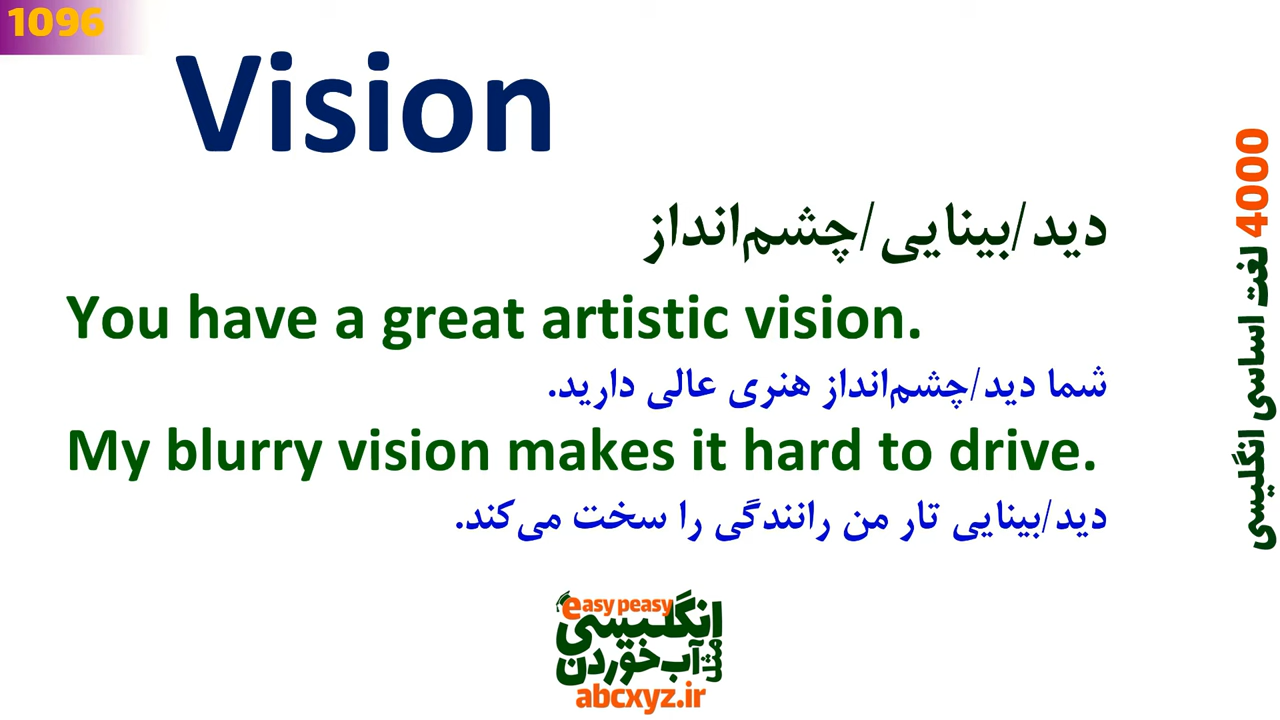 1096
Vision
دید/بینایی/چشم‌انداز
You have a great artistic vision.
شما دید/چشم‌انداز هنری عالی دارید.
My blurry vision makes it hard to drive.
دید/بینایی تار من رانندگی را سخت می‌کند.
4000 لغت اساسی انگلیسی
easy peasy
انگلیسی
مثل آب خوردن
abcxyz.ir